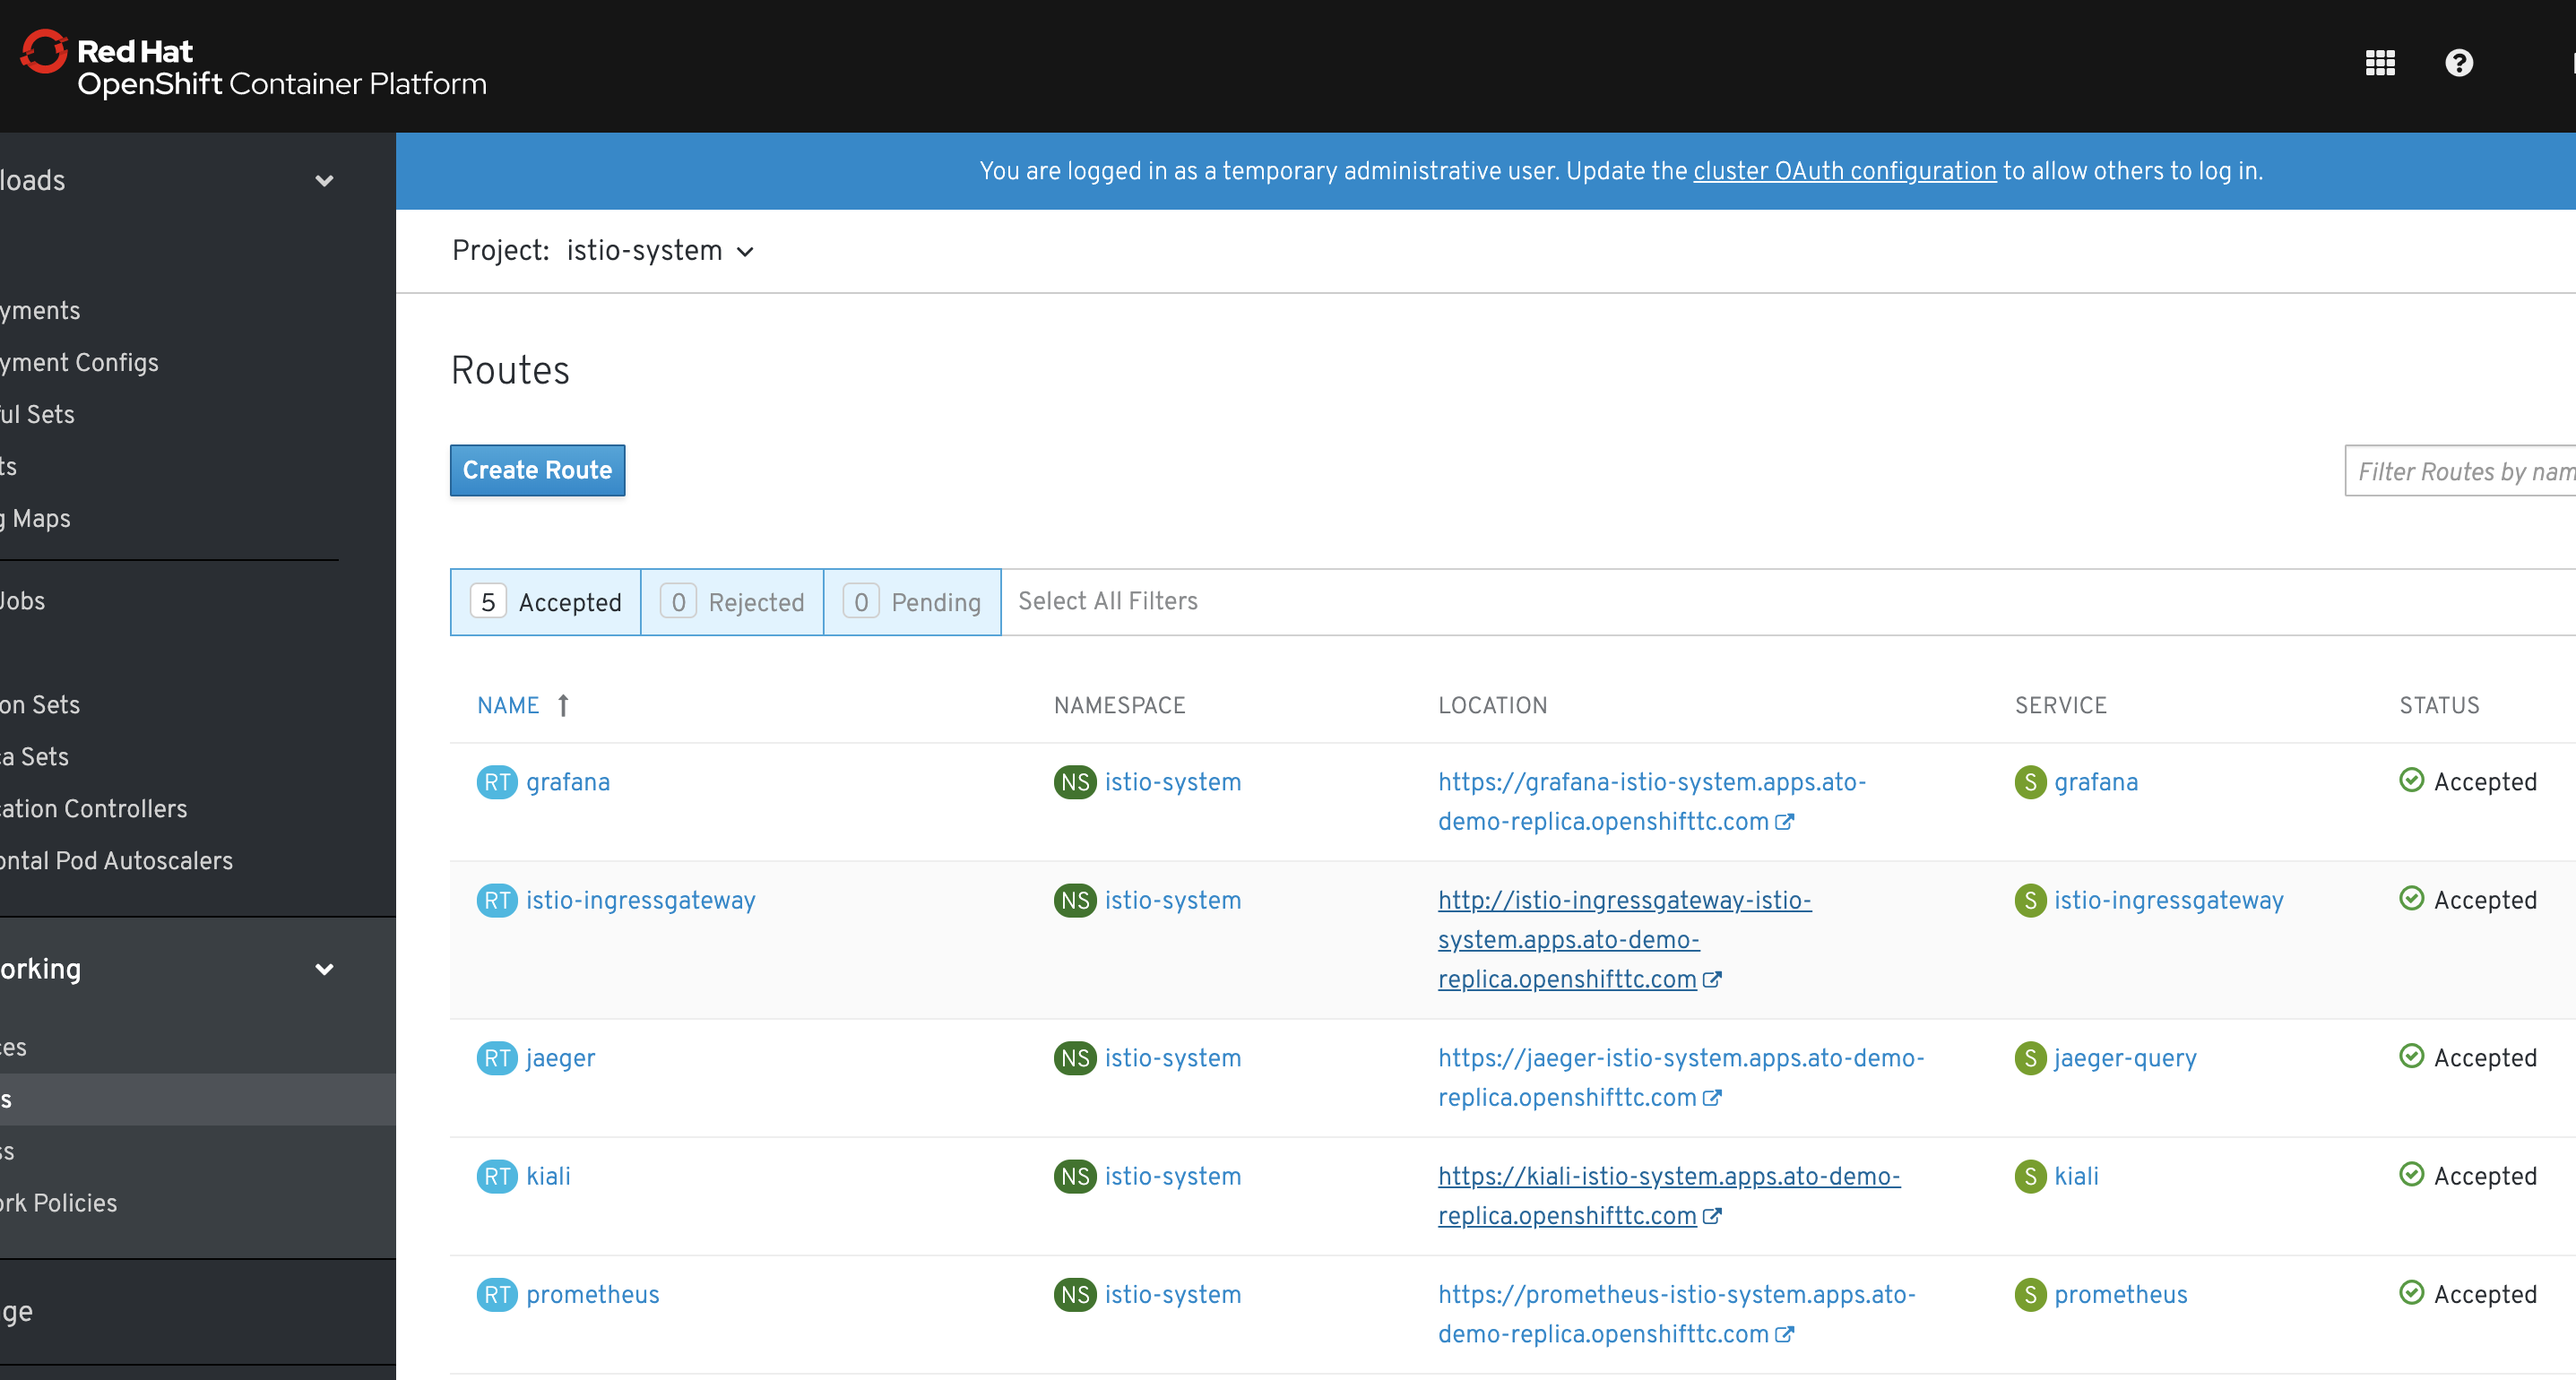 Red Hat
OpenShift Container Platform
loads
yments
yment Configs
ful Sets
ts
g Maps
Jobs
on Sets
ca Sets
cation Controllers
ontal Pod Autoscalers
orking
ces
s
ss
ork Policies
ge
You are logged in as a temporary administrative user. Update the cluster OAuth configuration to allow others to log in.
Project: istio-system
Routes
Create Route
Filter Routes by nam
5 Accepted 0 Rejected 0 Pending Select All Filters
NAME NAMESPACE LOCATION SERVICE STATUS
RT grafana NS istio-system https://grafana-istio-system.apps.ato- S grafana Accepted
demo-replica.openshifttc.com
RT istio-ingressgateway NS istio-system http://istio-ingressgateway-istio- S istio-ingressgateway Accepted
system.apps.ato-demo-
replica.openshifttc.com
RT jaeger NS istio-system https://jaeger-istio-system.apps.ato-demo- S jaeger-query Accepted
replica.openshifttc.com
RT kiali NS istio-system https://kiali-istio-system.apps.ato-demo- S kiali Accepted
replica.openshifttc.com
RT prometheus NS istio-system https://prometheus-istio-system.apps.ato- S prometheus Accepted
demo-replica.openshifttc.com